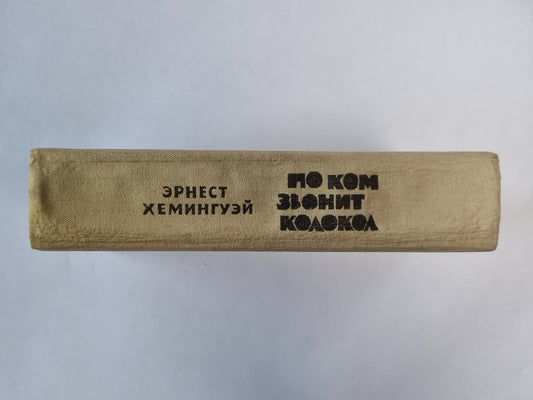 ЭРНЕСТ
ХЕМИНГУЭЙ
ПО КОМ
ЗВОНИТ
КОЛОКОЛ